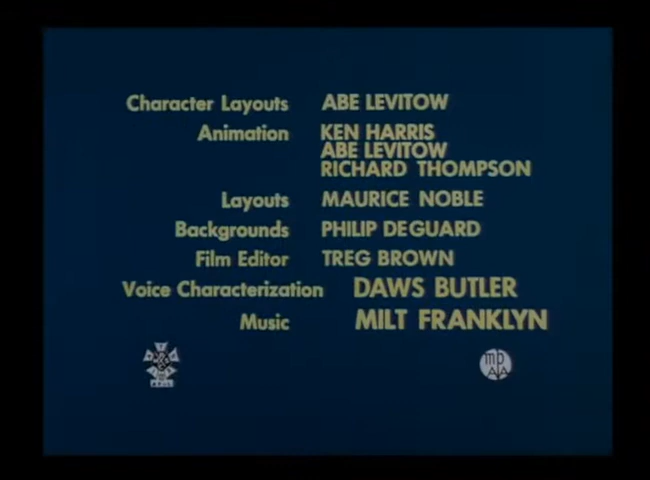 Character Layouts ABE LEVITOW
Animation KEN HARRIS
ABE LEVITOW
RICHARD THOMPSON
Layouts MAURICE NOBLE
Backgrounds PHILIP DEGUARD
Film Editor TREG BROWN
Voice Characterization DAWS BUTLER
Music MILT FRANKLYN
mp